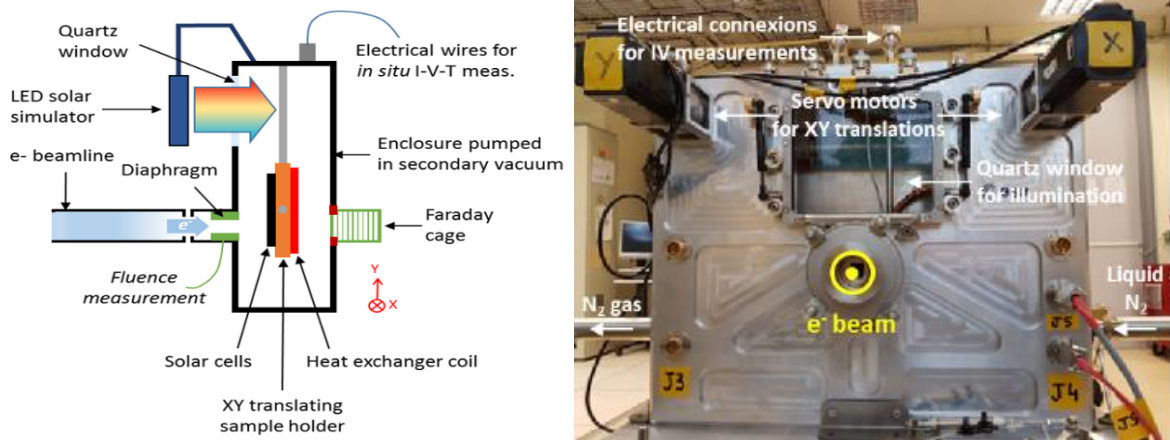 Quartz
window
LED solar
simulator
e- beamline
Diaphragm
e-
Fluence
measurement
Electrical wires for
in situ I-V-T meas.
Enclosure pumped
in secondary vacuum
Faraday
cage
Y
X
Solar cells
Heat exchanger coil
XY translating
sample holder
Electrical connexions
for IV measurements
Y
X
Servo motors
for XY translations
Quartz window
for illumination
N₂ gas
e⁻ beam
Liquid
N₂
J5
J3
J4
J5